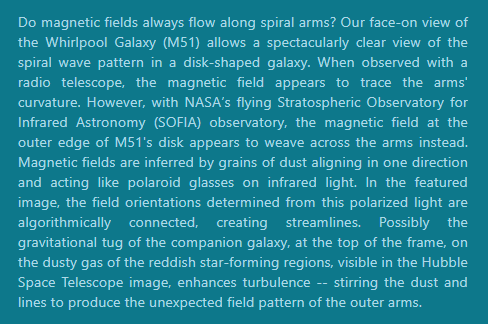 Do magnetic fields always flow along spiral arms? Our face-on view of
the Whirlpool Galaxy (M51) allows a spectacularly clear view of the
spiral wave pattern in a disk-shaped galaxy. When observed with a
radio telescope, the magnetic field appears to trace the arms'
curvature. However, with NASA’s flying Stratospheric Observatory for
Infrared Astronomy (SOFIA) observatory, the magnetic field at the
outer edge of M51's disk appears to weave across the arms instead.
Magnetic fields are inferred by grains of dust aligning in one direction
and acting like polaroid glasses on infrared light. In the featured
image, the field orientations determined from this polarized light are
algorithmically connected, creating streamlines. Possibly the
gravitational tug of the companion galaxy, at the top of the frame, on
the dusty gas of the reddish star-forming regions, visible in the Hubble
Space Telescope image, enhances turbulence -- stirring the dust and
lines to produce the unexpected field pattern of the outer arms.